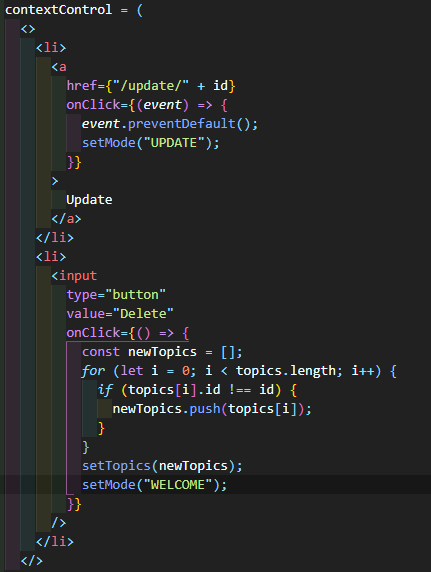 contextControl = (
<>
<li>
<a
href={"/update/" + id}
onClick={(event) => {
event.preventDefault();
setMode("UPDATE");
}}
>
Update
</a>
</li>
<li>
<input
type="button"
value="Delete"
onClick={() => {
const newTopics = [];
for (let i = 0; i < topics.length; i++) {
if (topics[i].id !== id) {
newTopics.push(topics[i]);
}
}
setTopics(newTopics);
setMode("WELCOME");
}}
/>
</li>
</>